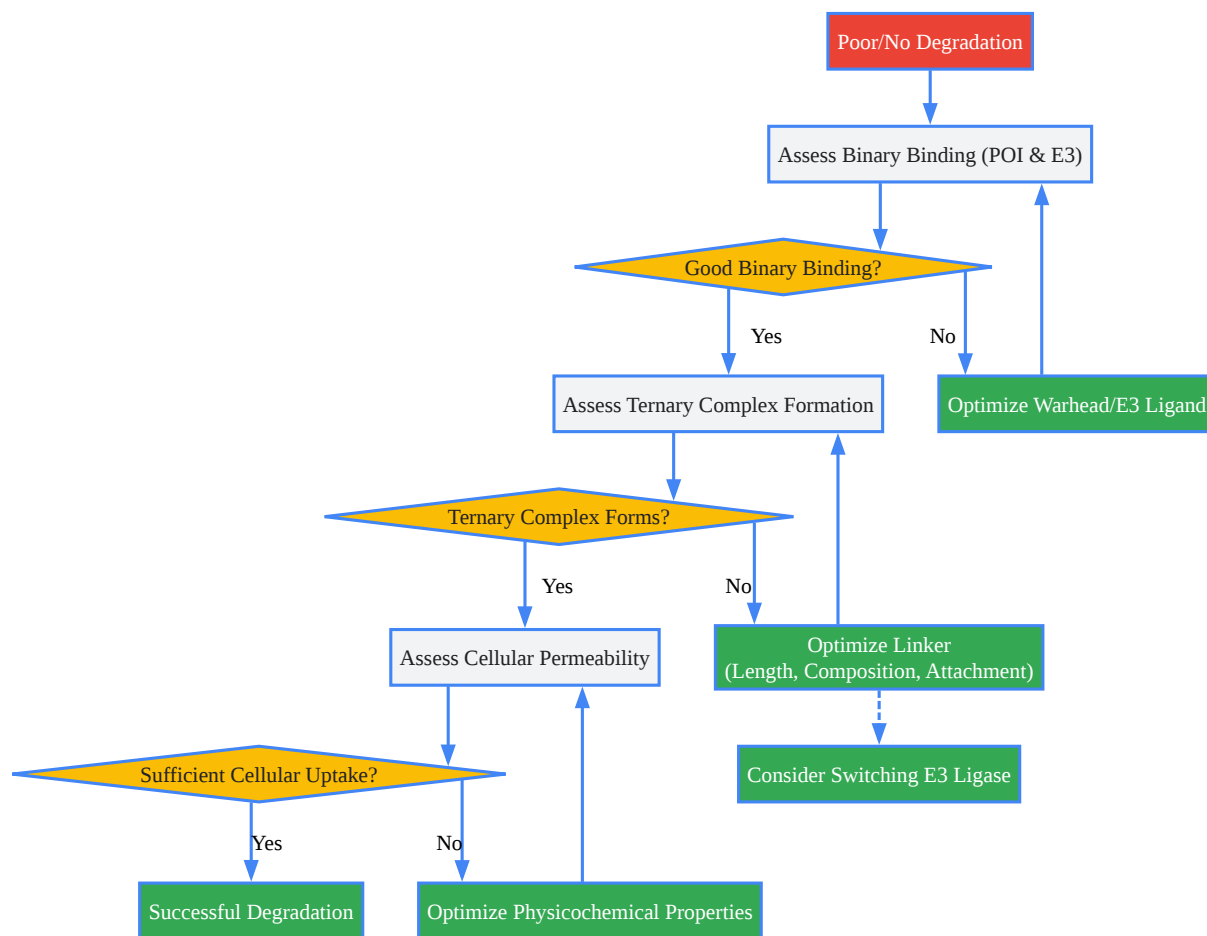 Poor/No Degradation
Assess Binary Binding (POI & E3)
Good Binary Binding?
Yes
No
Assess Ternary Complex Formation
Optimize Warhead/E3 Ligand
Ternary Complex Forms?
Yes
No
Assess Cellular Permeability
Optimize Linker
(Length, Composition, Attachment)
Sufficient Cellular Uptake?
Consider Switching E3 Ligase
Yes
No
Successful Degradation
Optimize Physicochemical Properties